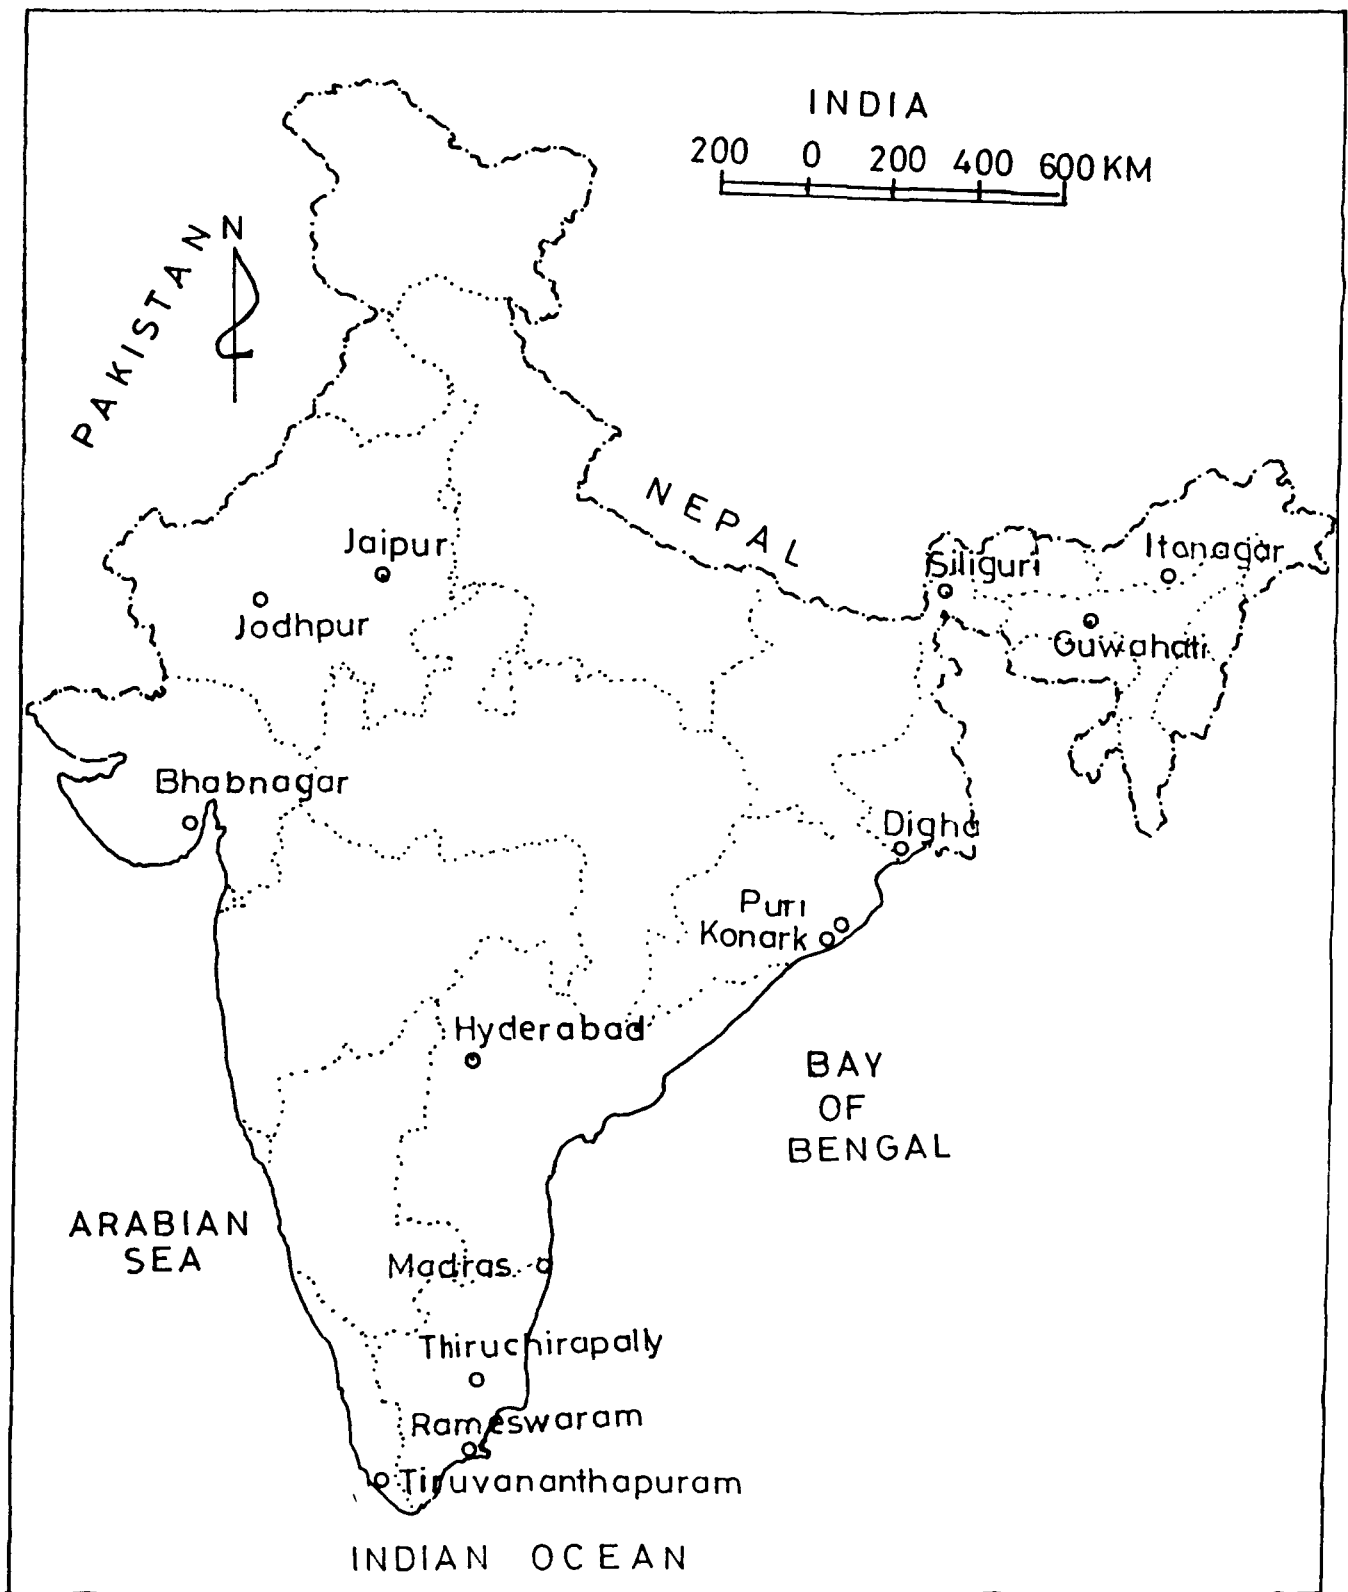 INDIA
200 0 200 400 600 KM
N
PAKISTAN
NEPAL
Jaipur
Jodhpur
Siliguri
Itanagar
Guwahati
Bhabnagar
Digha
Puri
Konark
Hyderabad
BAY
OF
BENGAL
ARABIAN
SEA
Madras
Thiruchirapally
Rameswaram
Tiruvananthapuram
INDIAN OCEAN